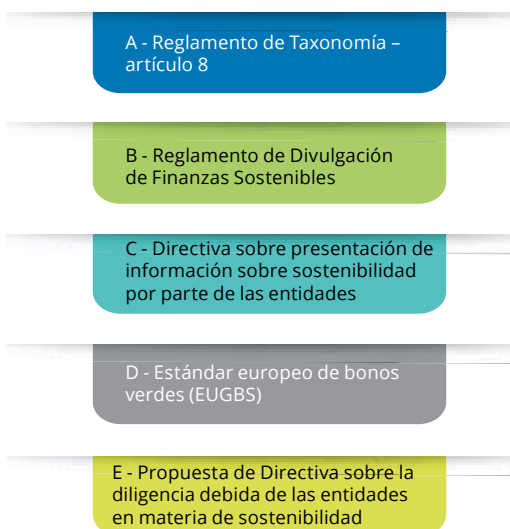 A - Reglamento de Taxonomía –
artículo 8
B - Reglamento de Divulgación
de Finanzas Sostenibles
C - Directiva sobre presentación de
información sobre sostenibilidad
por parte de las entidades
D - Estándar europeo de bonos
verdes (EUGBS)
E - Propuesta de Directiva sobre la
diligencia debida de las entidades
en materia de sostenibilidad